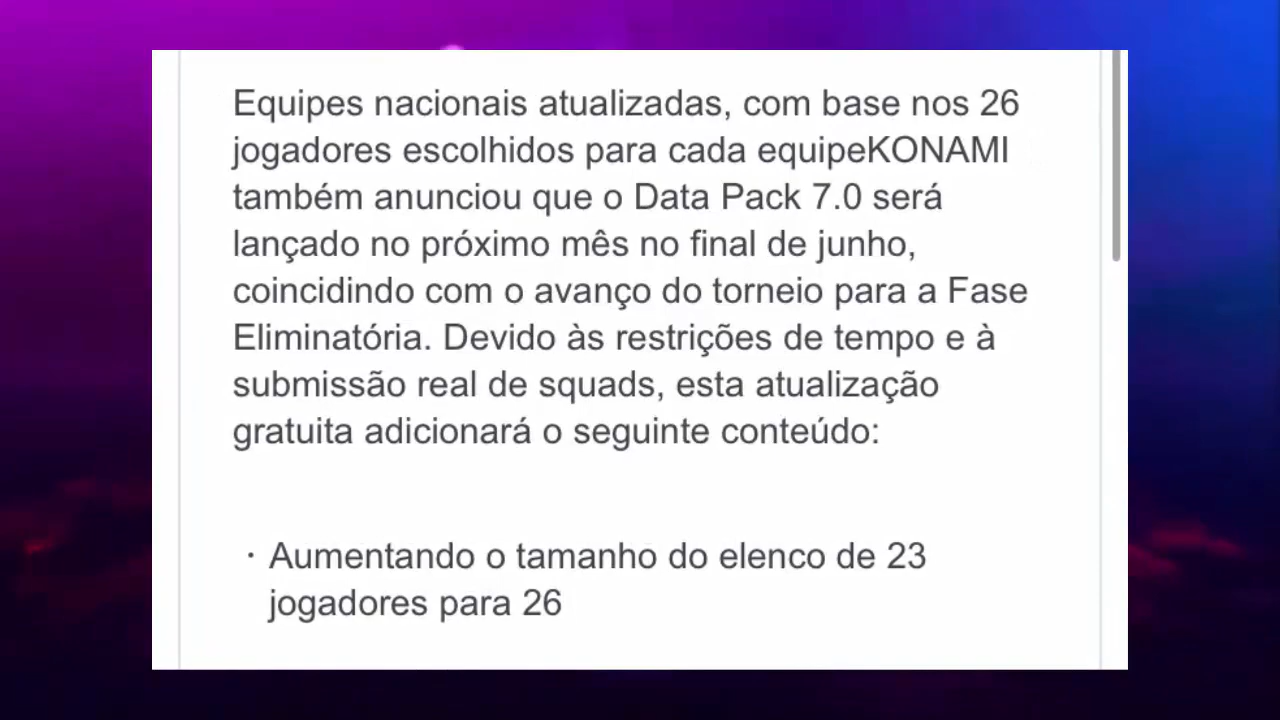 Equipes nacionais atualizadas, com base nos 26
jogadores escolhidos para cada equipeKONAMI
também anunciou que o Data Pack 7.0 será
lançado no próximo mês no final de junho,
coincidindo com o avanço do torneio para a Fase
Eliminatória. Devido às restrições de tempo e à
submissão real de squads, esta atualização
gratuita adicionará o seguinte conteúdo:
· Aumentando o tamanho do elenco de 23
jogadores para 26